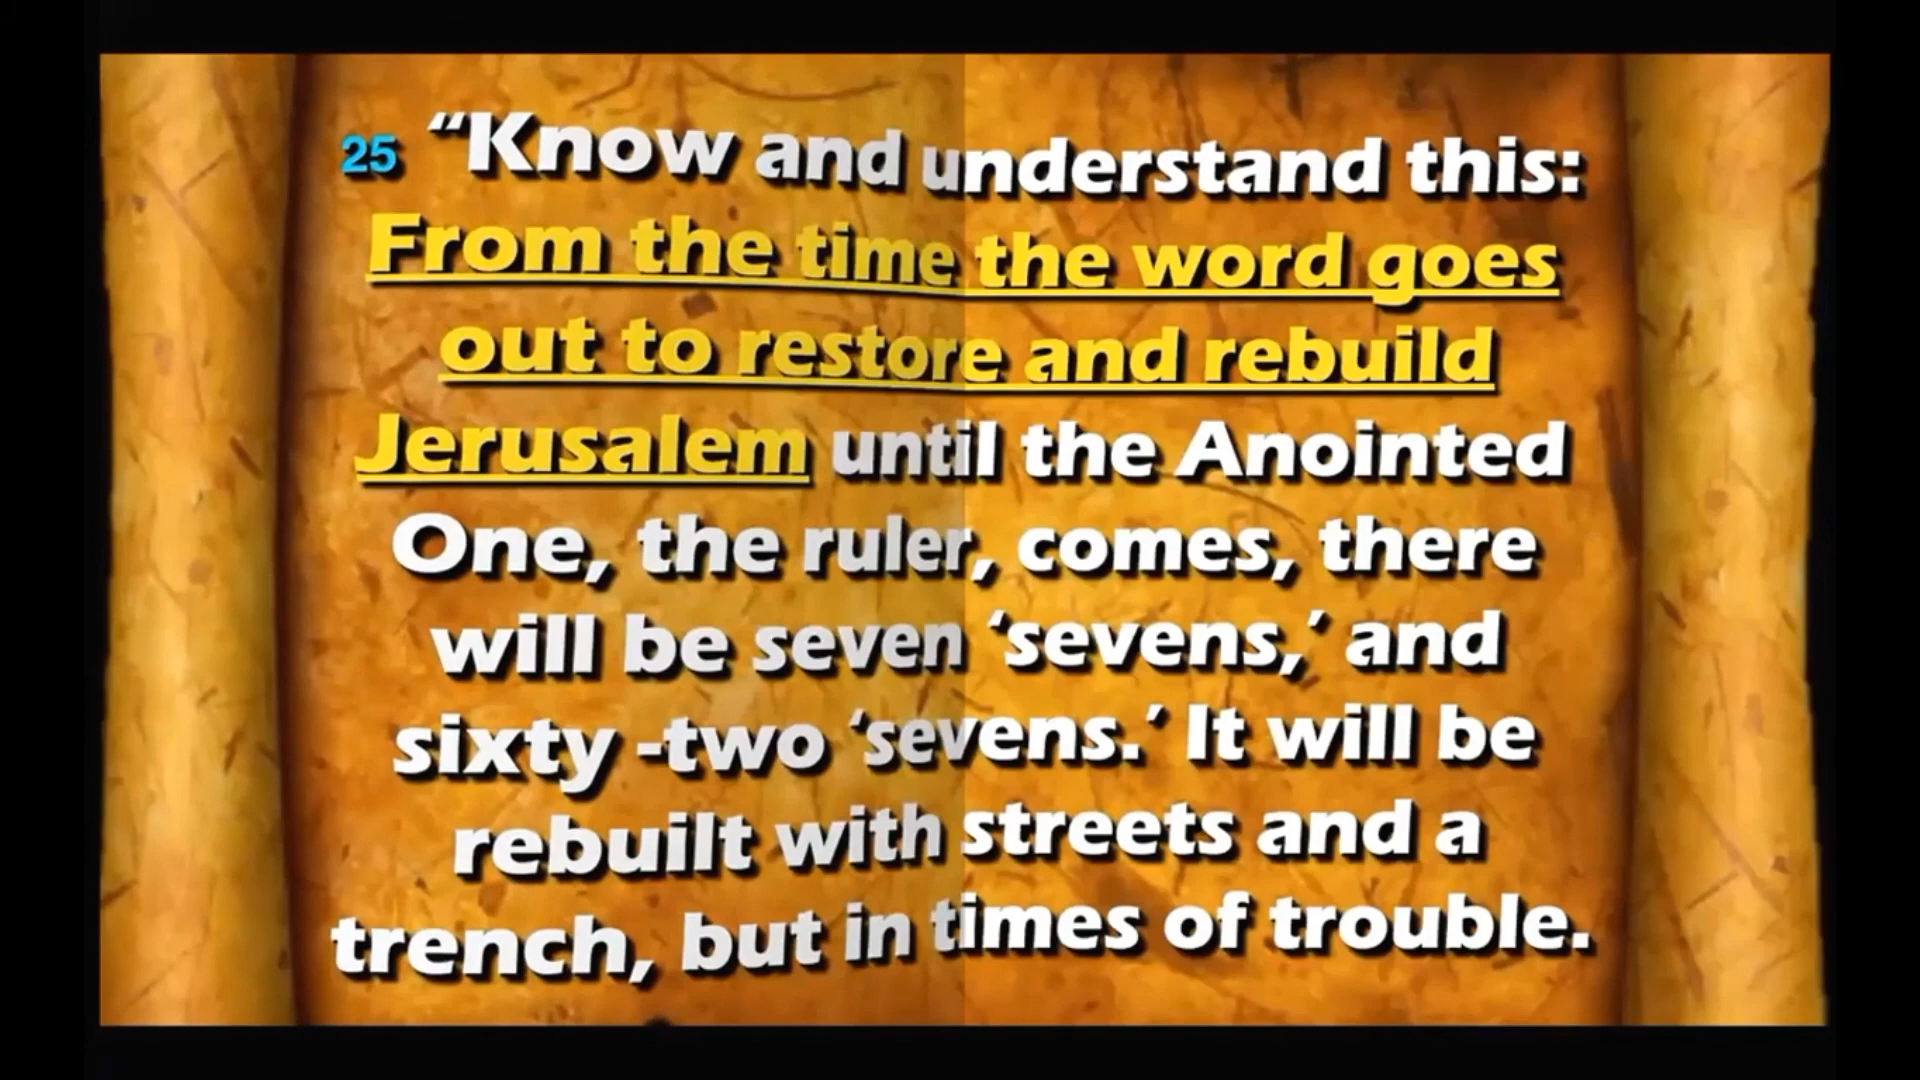 25 “Know and understand this:
From the time the word goes
out to restore and rebuild
Jerusalem until the Anointed
One, the ruler, comes, there
will be seven ‘sevens,’ and
sixty -two ‘sevens.’ It will be
rebuilt with streets and a
trench, but in times of trouble.